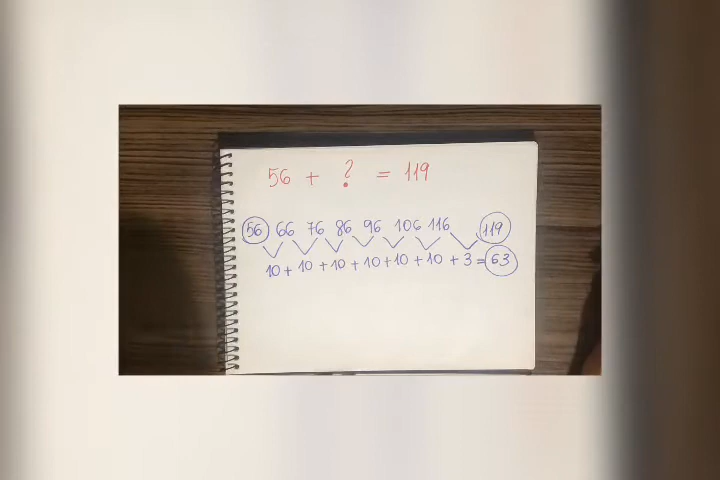 56 + ? = 119
56 66 76 86 96 106 116 119
10 + 10 + 10 + 10 + 10 + 10 + 3 = 63